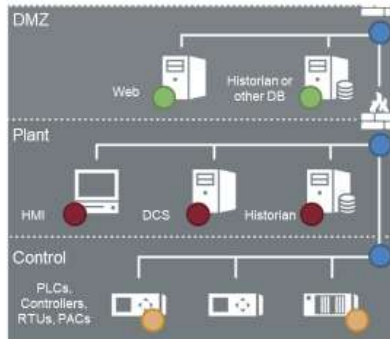 DMZ
Web
Historian or
other DB
Plant
HMI
DCS
Historian
Control
PLCs,
Controllers,
RTUs, PACs